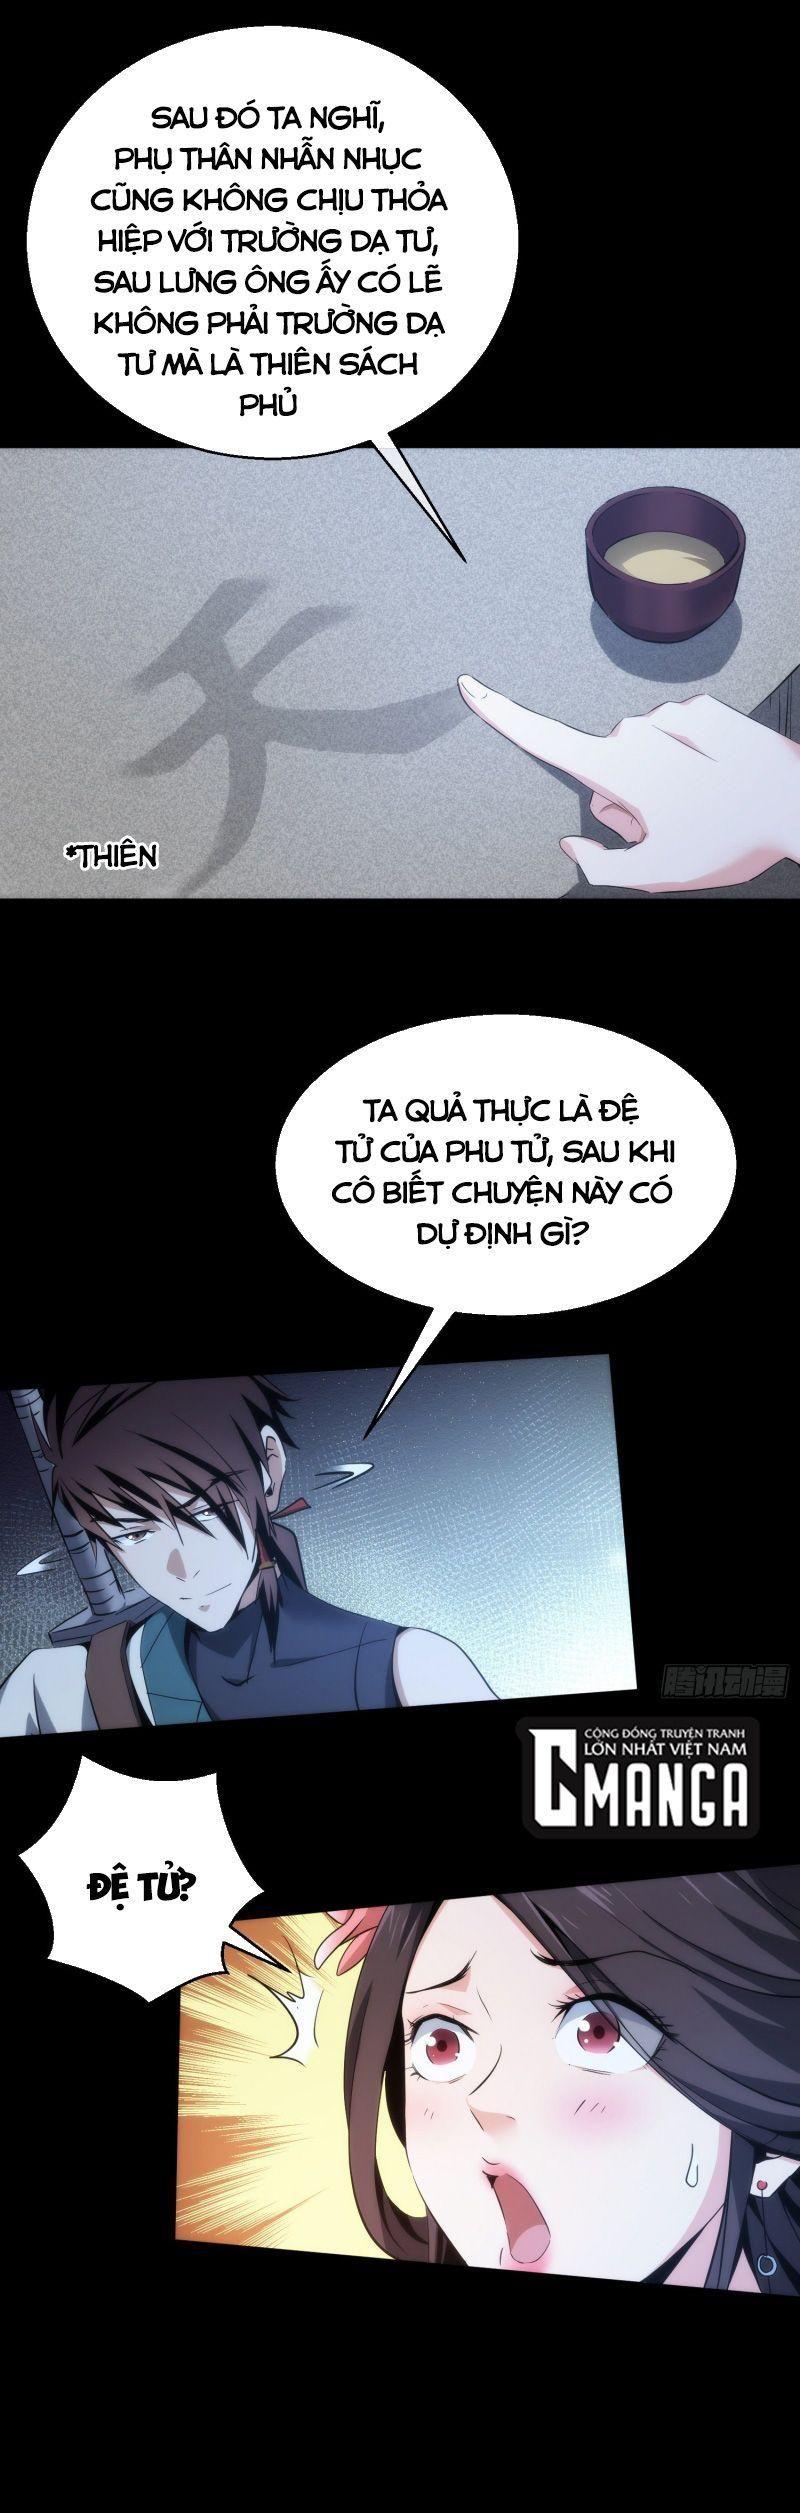 SAU ĐÓ TA NGHĨ,
PHỤ THÂN NHẪN NHỤC
CŨNG KHÔNG CHỊU THỎA
HIỆP VỚI TRƯỜNG DẠ TƯ,
SAU LƯNG ÔNG ẤY CÓ LẼ
KHÔNG PHẢI TRƯỜNG DẠ
TƯ MÀ LÀ THIÊN SÁCH
PHỦ
天
*THIÊN
TA QUẢ THỰC LÀ ĐỆ
TỬ CỦA PHU TỬ, SAU KHI
CÔ BIẾT CHUYỆN NÀY CÓ
DỰ ĐỊNH GÌ?
腾讯动漫
CỘNG ĐỒNG TRUYỆN TRANH
LỚN NHẤT VIỆT NAM
CMANGA
ĐỆ TỬ?